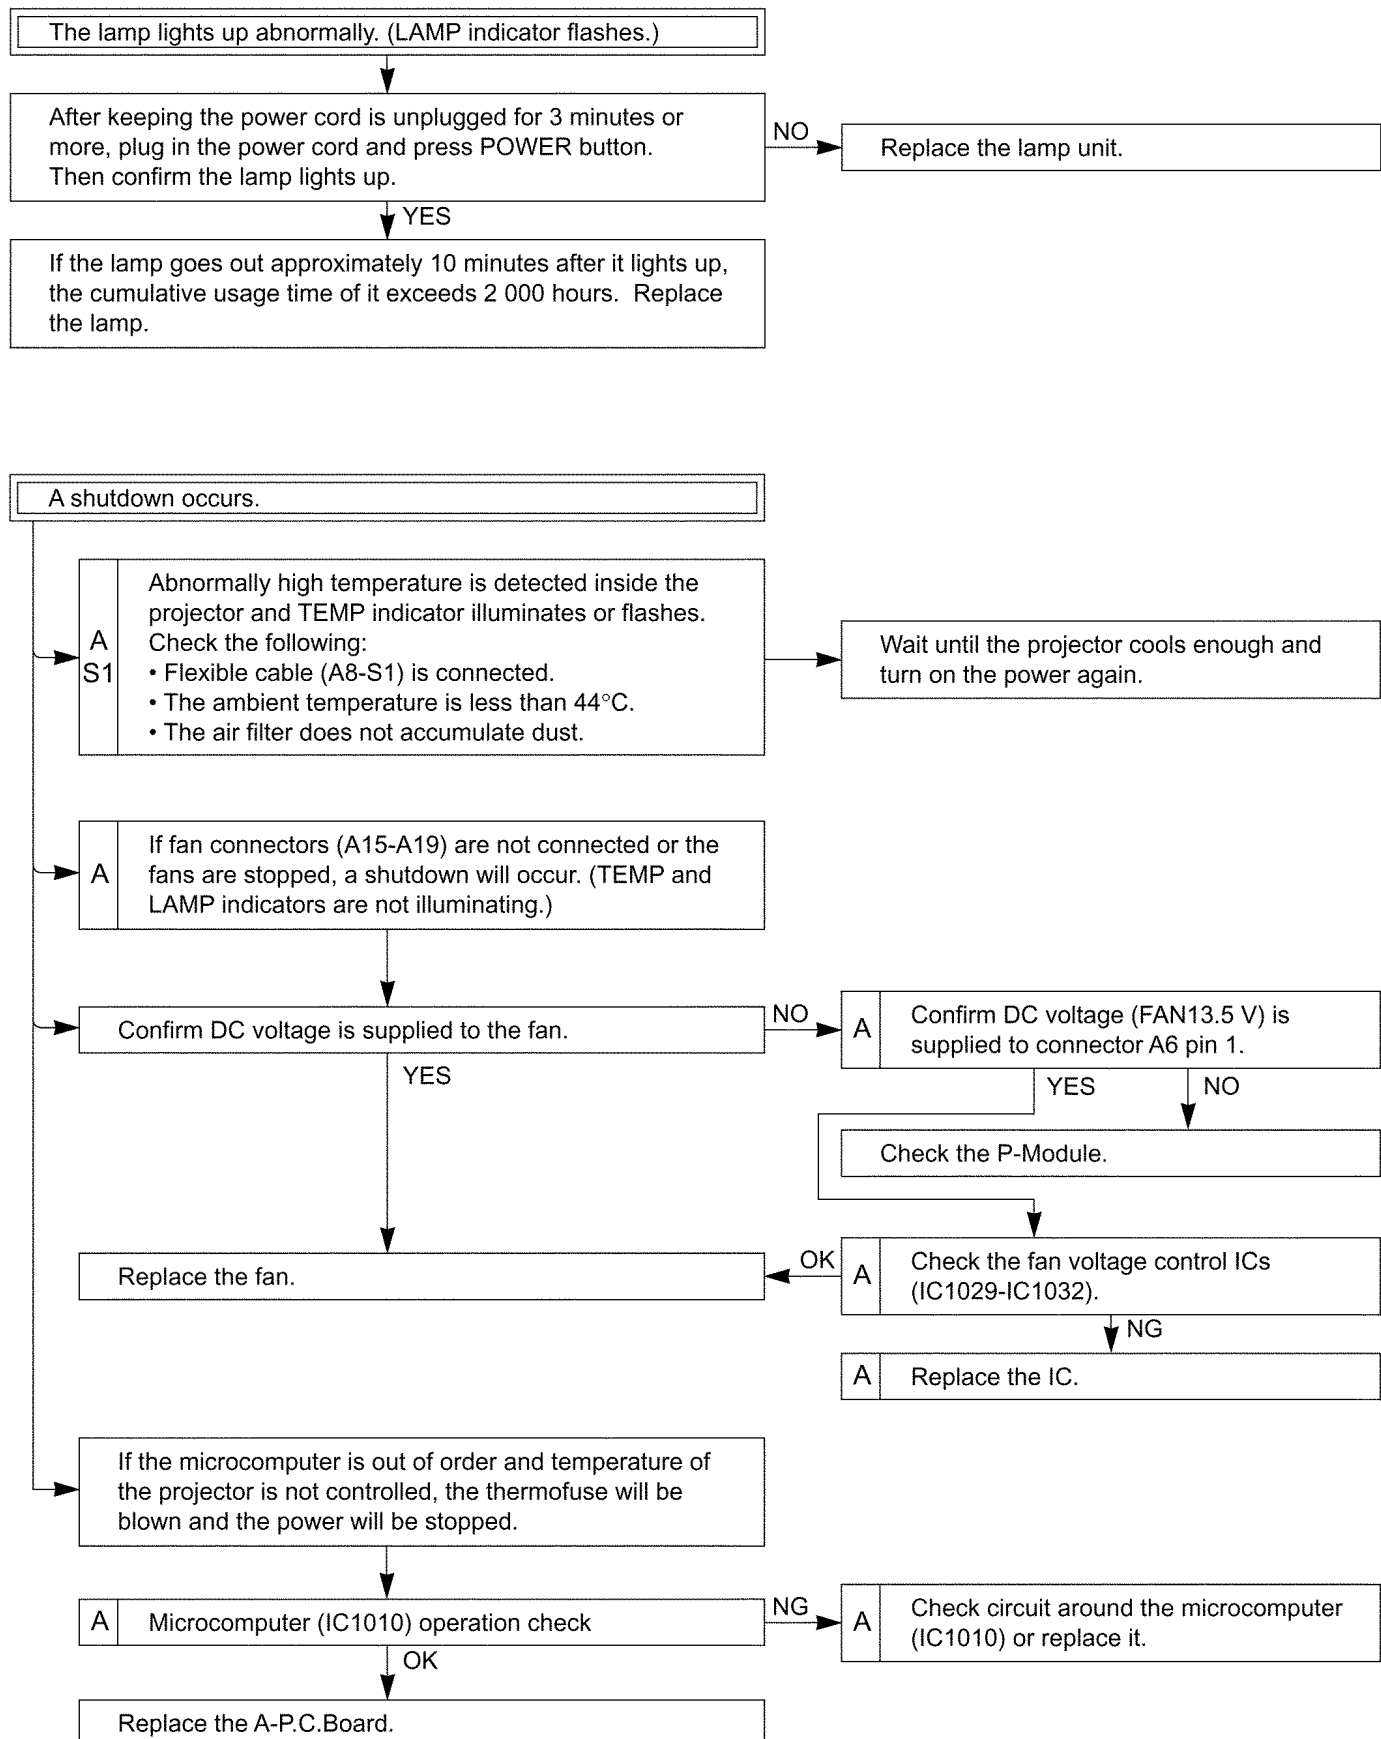 The lamp lights up abnormally. (LAMP indicator flashes.)
After keeping the power cord is unplugged for 3 minutes or
more, plug in the power cord and press POWER button.
Then confirm the lamp lights up.
NO
Replace the lamp unit.
YES
If the lamp goes out approximately 10 minutes after it lights up,
the cumulative usage time of it exceeds 2 000 hours.  Replace
the lamp.
A shutdown occurs.
A
S1
Abnormally high temperature is detected inside the
projector and TEMP indicator illuminates or flashes.
Check the following:
• Flexible cable (A8-S1) is connected.
• The ambient temperature is less than 44°C.
• The air filter does not accumulate dust.
Wait until the projector cools enough and
turn on the power again.
A
If fan connectors (A15-A19) are not connected or the
fans are stopped, a shutdown will occur. (TEMP and
LAMP indicators are not illuminating.)
Confirm DC voltage is supplied to the fan.
NO
A
Confirm DC voltage (FAN13.5 V) is
supplied to connector A6 pin 1.
YES
YES
NO
Check the P-Module.
Replace the fan.
OK
A
Check the fan voltage control ICs
(IC1029-IC1032).
NG
A
Replace the IC.
If the microcomputer is out of order and temperature of
the projector is not controlled, the thermofuse will be
blown and the power will be stopped.
A
Microcomputer (IC1010) operation check
NG
A
Check circuit around the microcomputer
(IC1010) or replace it.
OK
Replace the A-P.C.Board.